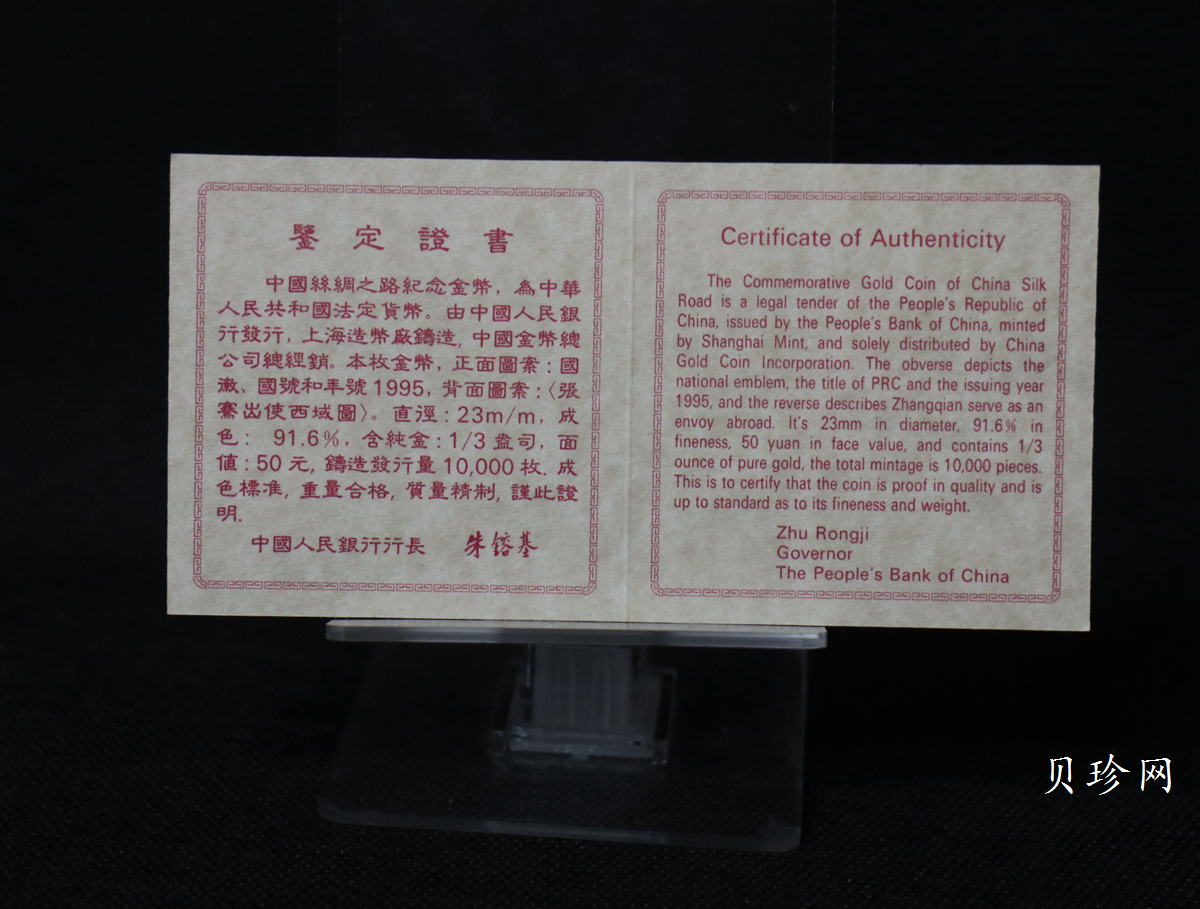 鑒定證書
中國絲綢之路紀念金幣，為中華
人民共和國法定貨幣。由中國人民銀
行發行，上海造幣廠鑄造，中國金幣總
公司總經銷。本枚金幣，正面圖案：國
徽、國號和年號1995，背面圖案：〈張
騫出使西域圖〉。直徑：23m/m，成
色： 91.6%，含純金：1/3盎司，面
值：50元，鑄造發行量10,000枚．成
色標准，重量合格，質量精制，謹此證
明．
中國人民銀行行長 朱鎔基
Certificate of Authenticity
The Commemorative Gold Coin of China Silk
Road is a legal tender of the People's Republic of
China, issued by the People's Bank of China, minted
by Shanghai Mint, and solely distributed by China
Gold Coin Incorporation. The obverse depicts the
national emblem, the title of PRC and the issuing year
1995, and the reverse describes Zhangqian serve as an
envoy abroad. It's 23mm in diameter, 91.6% in
fineness, 50 yuan in face value, and contains 1/3
ounce of pure gold, the total mintage is 10,000 pieces.
This is to certify that the coin is proof in quality and is
up to standard as to its fineness and weight.
Zhu Rongji
Governor
The People's Bank of China
贝珍网